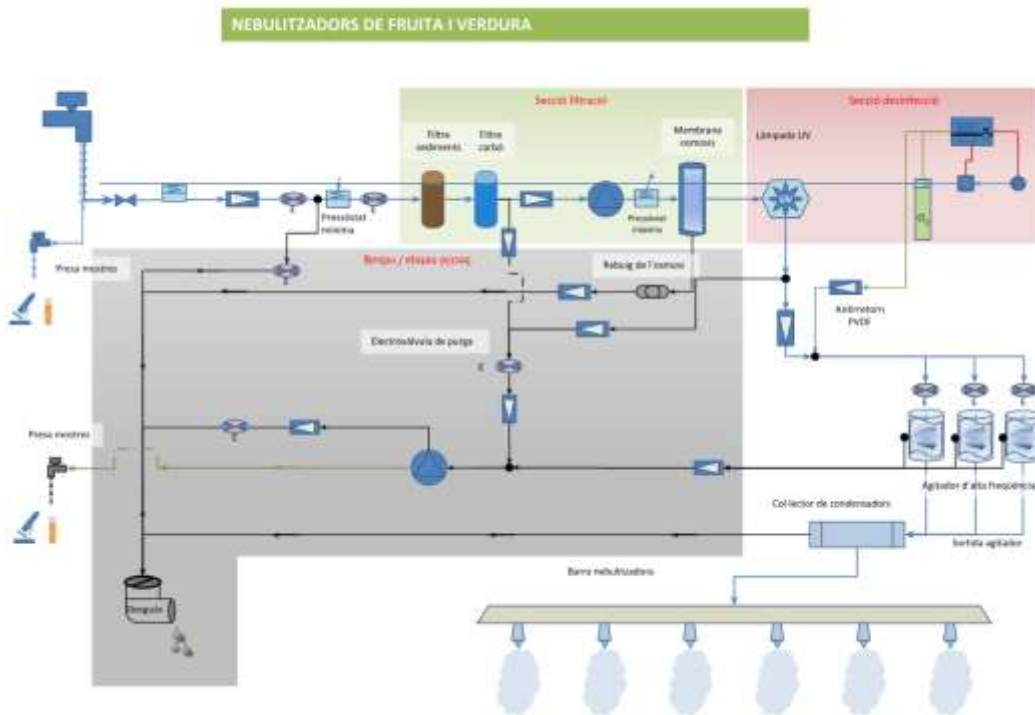 NEBULITZADORS DE FRUITA I VERDURA
Secció filtració
Secció desinfecció
Filtre
sediments
Filtre
carbó
Membrana
osmosis
Làmpada UV
Pressòstat
mínima
Pressòstat
màxima
O3
Presa mostres
Rebuig de l'osmosi
Antiretorn
PVDF
Electrovàlvula de purga
E
Presa mostres
Agitador d'alta freqüència
Col·lector de condensadors
Sortida agitador
Barra nebulitzadora
Desguàs